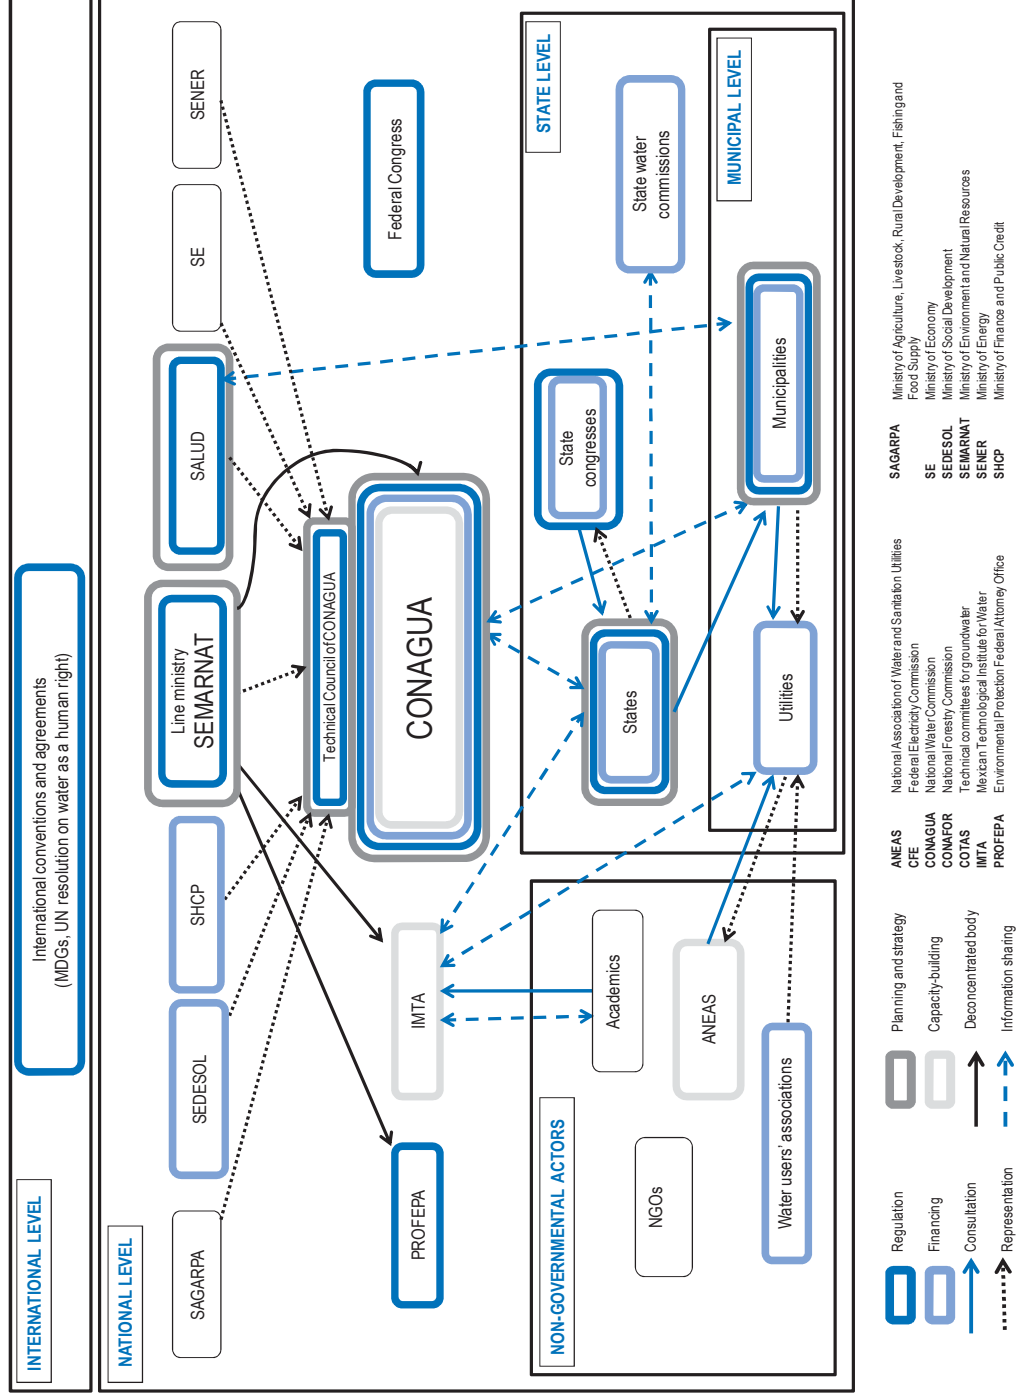 INTERNATIONAL LEVEL
International conventions and agreements
(MDGs, UN resolution on water as a human right)
NATIONAL LEVEL
SAGARPA
SEDESOL
SHCP
Line ministry
SEMARNAT
SALUD
SE
SENER
Technical Council of CONAGUA
CONAGUA
Federal Congress
PROFEPA
IMTA
NON-GOVERNMENTAL ACTORS
NGOs
Academics
ANEAS
Water users' associations
STATE LEVEL
State
congresses
State water
commissions
States
MUNICIPAL LEVEL
Utilities
Municipalities
Regulation
Financing
Consultation
Representation
Planning and strategy
Capacity-building
Deconcentrated body
Information sharing
ANEAS National Association of Water and Sanitation Utilities
CFE Federal Electricity Commission
CONAGUA National Water Commission
CONAFOR National Forestry Commission
COTAS Technical committees for groundwater
IMTA Mexican Technological Institute for Water
PROFEPA Environmental Protection Federal Attorney Office
SAGARPA Ministry of Agriculture, Livestock, Rural Development, Fishing and
Food Supply
SE Ministry of Economy
SEDESOL Ministry of Social Development
SEMARNAT Ministry of Environment and Natural Resources
SENER Ministry of Energy
SHCP Ministry of Finance and Public Credit